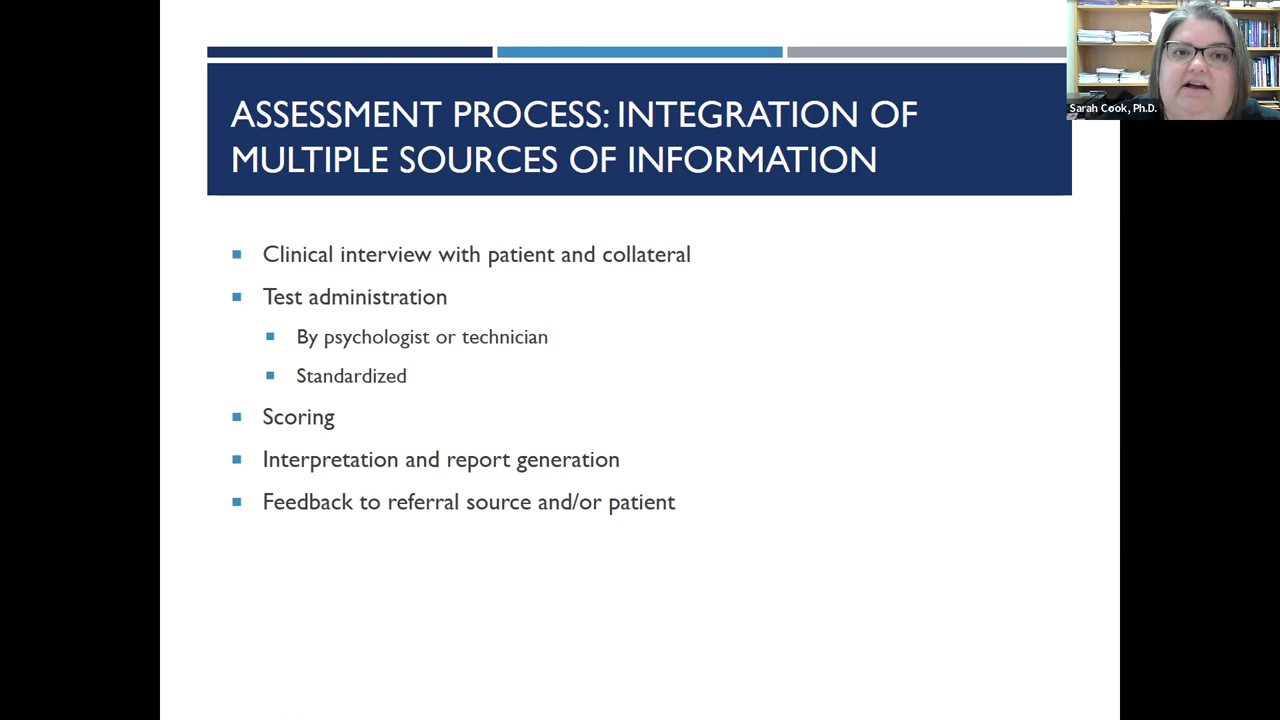 ASSESSMENT PROCESS: INTEGRATION OF
MULTIPLE SOURCES OF INFORMATION
Sarah Cook, Ph.D.
Clinical interview with patient and collateral
Test administration
By psychologist or technician
Standardized
Scoring
Interpretation and report generation
Feedback to referral source and/or patient